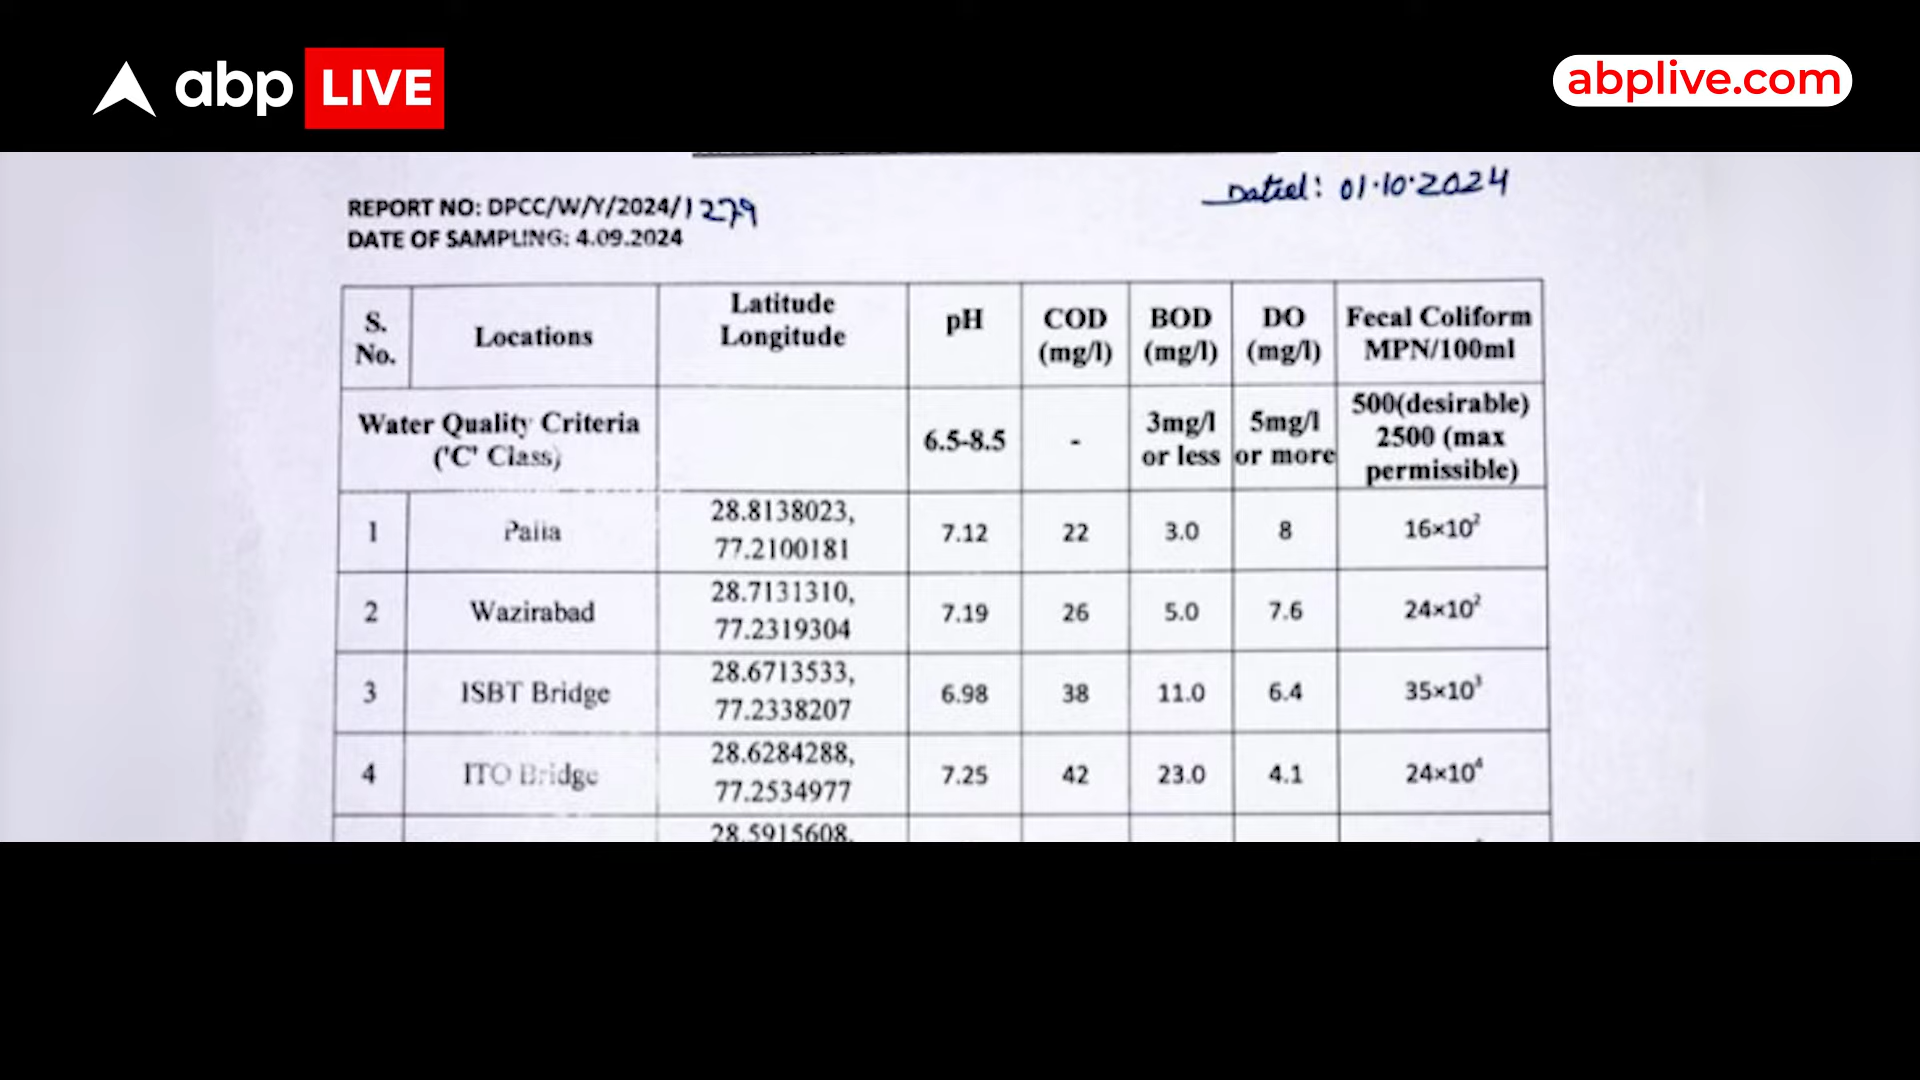 abp LIVE
abplive.com
Dated: 01.10.2024
REPORT NO: DPCC/W/Y/2024/1279
DATE OF SAMPLING: 4.09.2024
S. No. Locations Latitude Longitude pH COD (mg/l) BOD (mg/l) DO (mg/l) Fecal Coliform MPN/100ml
Water Quality Criteria ('C' Class) 6.5-8.5 - 3mg/l or less 5mg/l or more 500(desirable) 2500 (max permissible)
1 Palla 28.8138023, 77.2100181 7.12 22 3.0 8 16×10²
2 Wazirabad 28.7131310, 77.2319304 7.19 26 5.0 7.6 24×10²
3 ISBT Bridge 28.6713533, 77.2338207 6.98 38 11.0 6.4 35×10³
4 ITO Bridge 28.6284288, 77.2534977 7.25 42 23.0 4.1 24×10⁴
28.5915608,